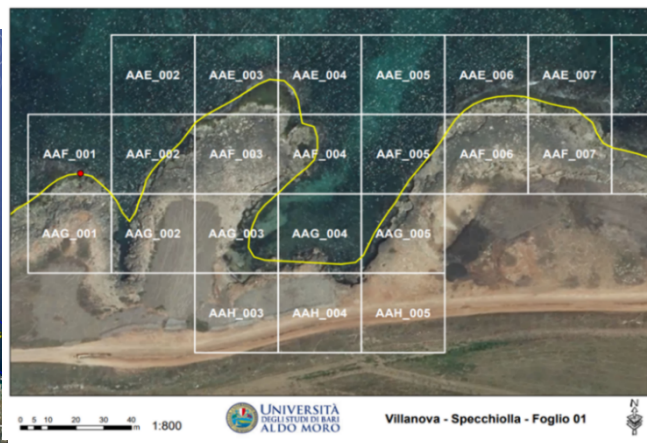 AAE_002 AAE_003 AAE_004 AAE_005 AAE_006 AAE_007
AAF_001 AAF_002 AAF_003 AAF_004 AAF_005 AAF_006 AAF_007
AAG_001 AAG_002 AAG_003 AAG_004 AAG_005
AAH_003 AAH_004 AAH_005
0 5 10 20 30 40
m
1:800
UNIVERSITÀ
DEGLI STUDI DI BARI
ALDO MORO
Villanova - Specchiolla - Foglio 01
N